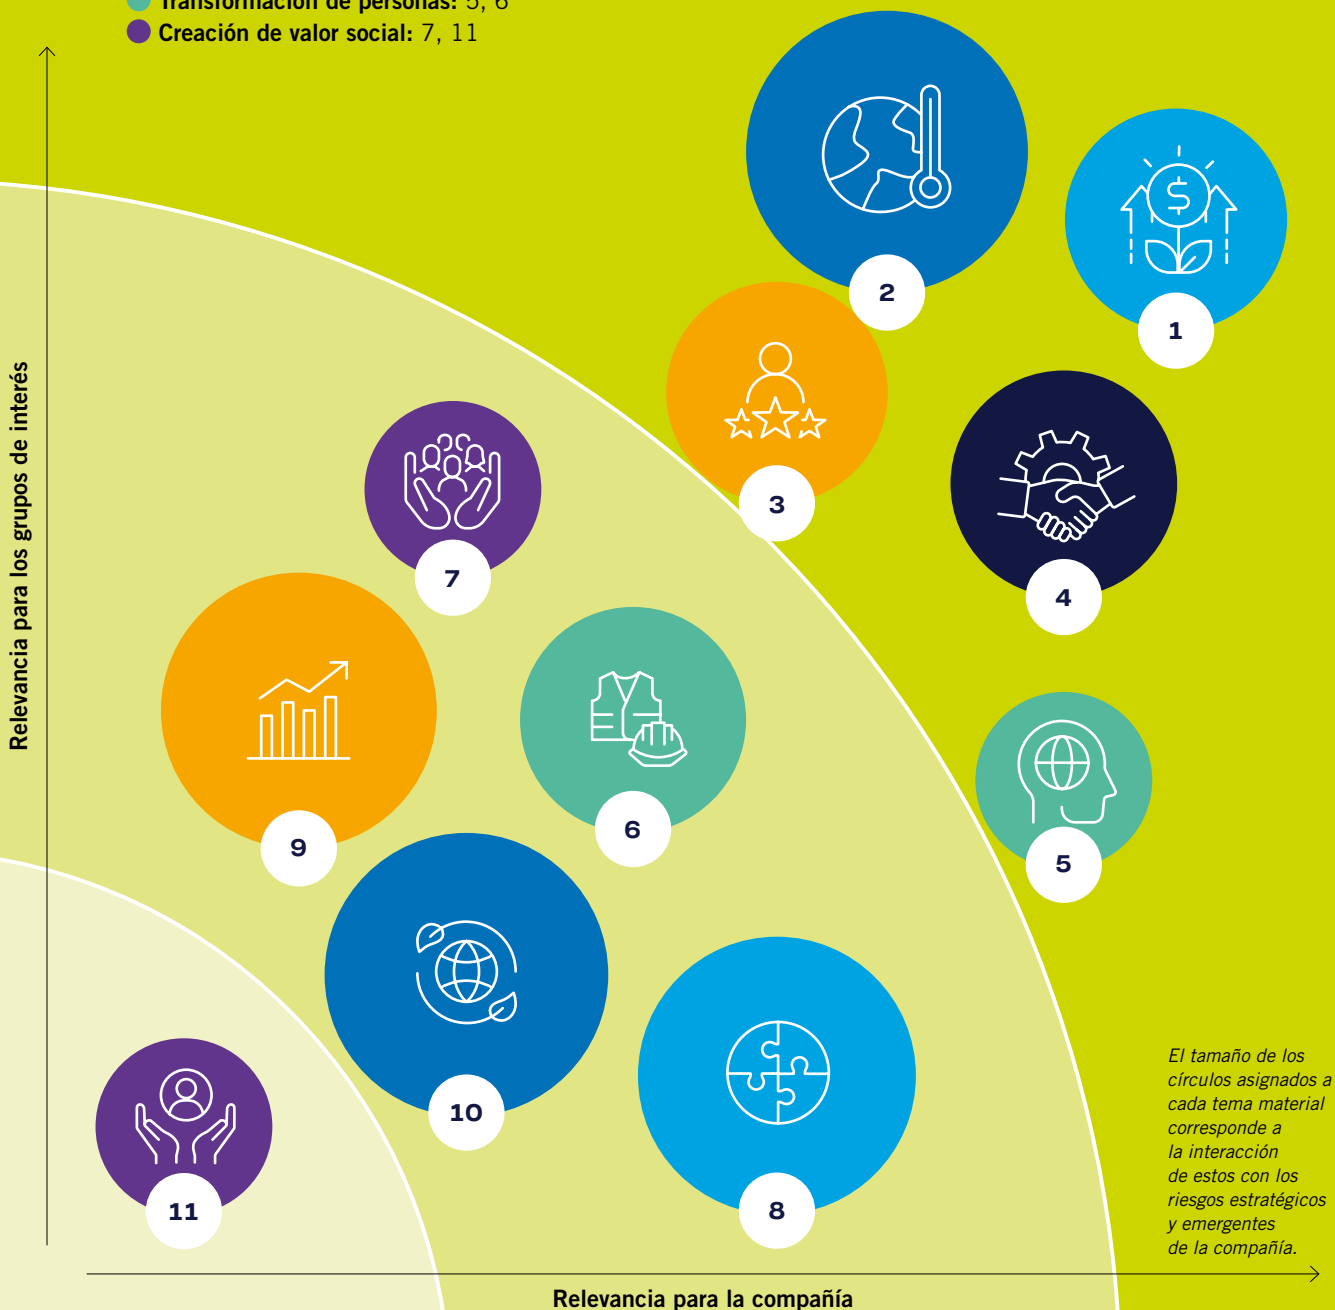 Transformación de personas: 5, 6
Creación de valor social: 7, 11
Relevancia para los grupos de interés
2
1
$
3
4
7
6
5
9
10
8
11
El tamaño de los
círculos asignados a
cada tema material
corresponde a
la interacción
de estos con los
riesgos estratégicos
y emergentes
de la compañía.
Relevancia para la compañía